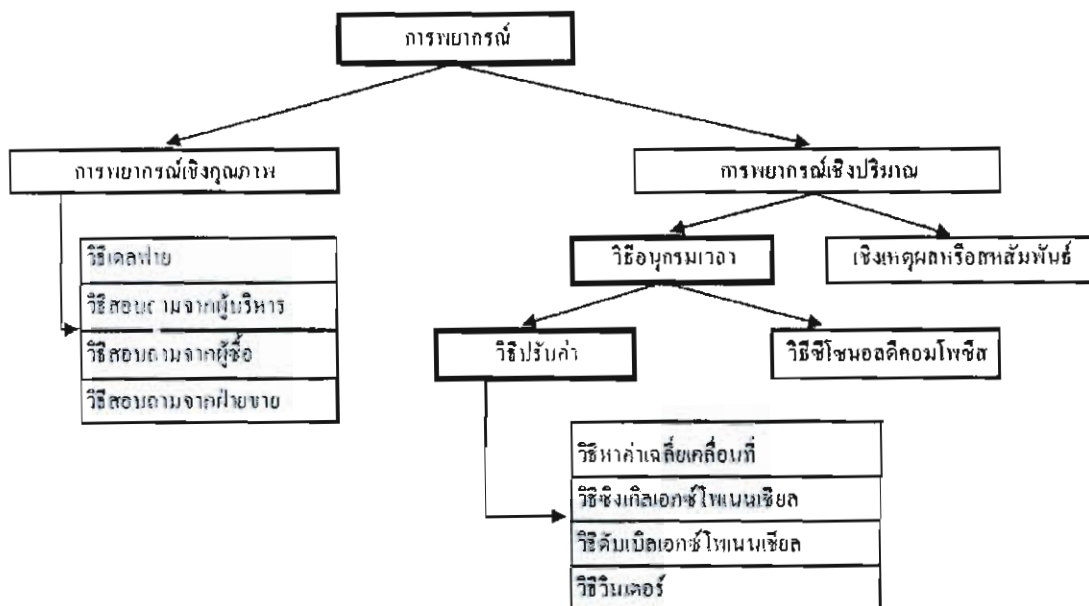 การพยากรณ์
การพยากรณ์เชิงคุณภาพ
การพยากรณ์เชิงปริมาณ
วิธีเดลฟาย
วิธีสอบถามจากผู้บริหาร
วิธีสอบถามจากผู้ซื้อ
วิธีสอบถามจากฝ่ายขาย
วิธีอนุกรมเวลา
เชิงเหตุผลหรือสหสัมพันธ์
วิธีปรับค่า
วิธีซีโซนอลดีคอมโพซีส
วิธีหาค่าเฉลี่ยเคลื่อนที่
วิธีซิงเกิลเอกซ์โพเนนเชียล
วิธีดับเบิลเอกซ์โพเนนเชียล
วิธีวินเตอร์